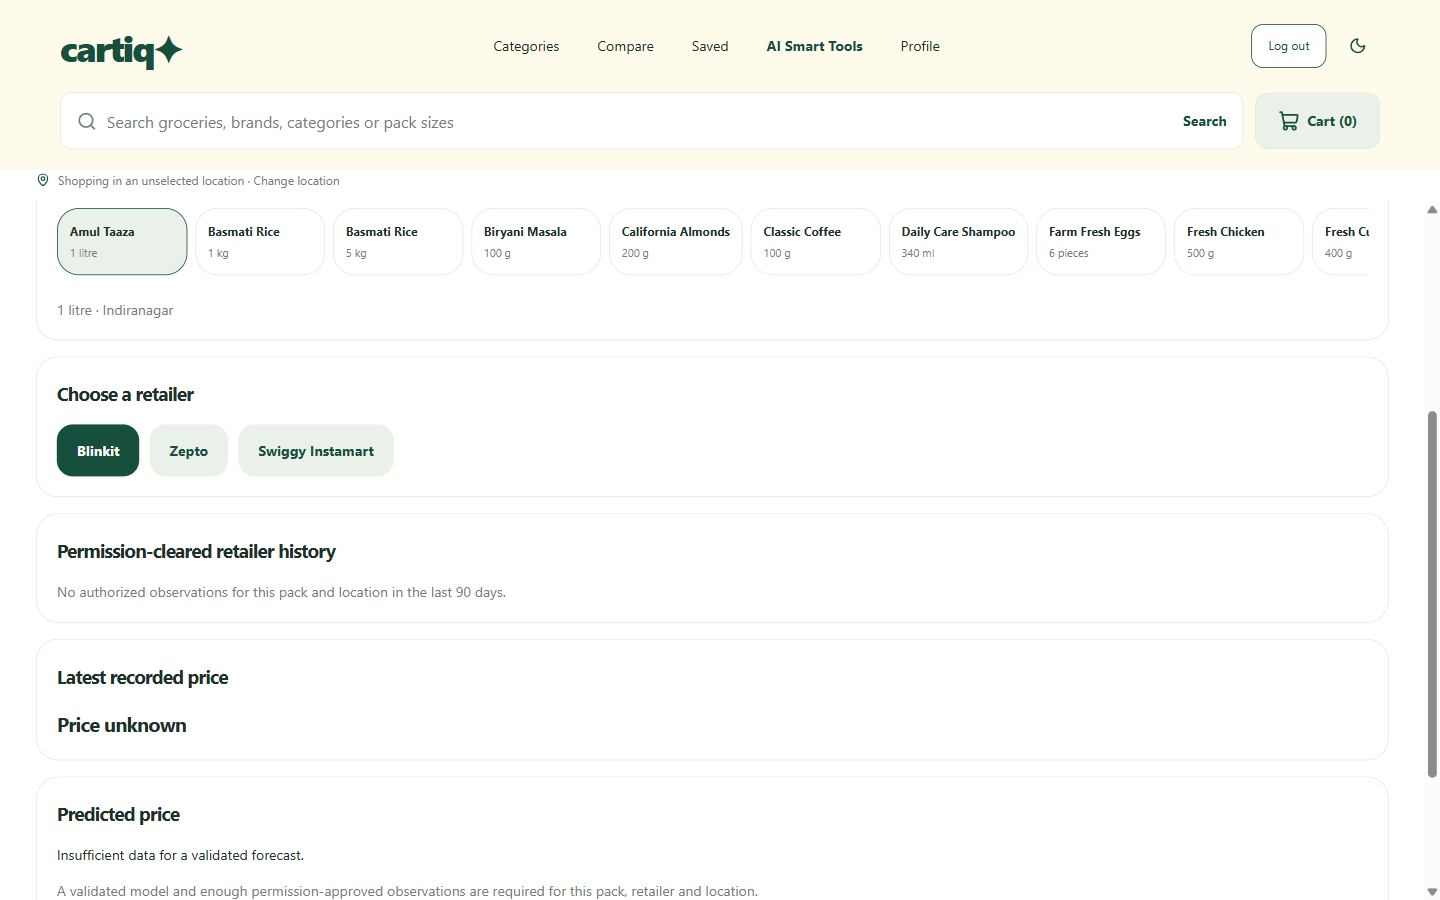 cartiq
Categories
Compare
Saved
AI Smart Tools
Profile
Log out
Search groceries, brands, categories or pack sizes
Search
Cart (0)
Shopping in an unselected location · Change location
Amul Taaza
1 litre
Basmati Rice
1 kg
Basmati Rice
5 kg
Biryani Masala
100 g
California Almonds
200 g
Classic Coffee
100 g
Daily Care Shampoo
340 ml
Farm Fresh Eggs
6 pieces
Fresh Chicken
500 g
Fresh
400 g
1 litre · Indiranagar
Choose a retailer
Blinkit
Zepto
Swiggy Instamart
Permission-cleared retailer history
No authorized observations for this pack and location in the last 90 days.
Latest recorded price
Price unknown
Predicted price
Insufficient data for a validated forecast.
A validated model and enough permission-approved observations are required for this pack, retailer and location.